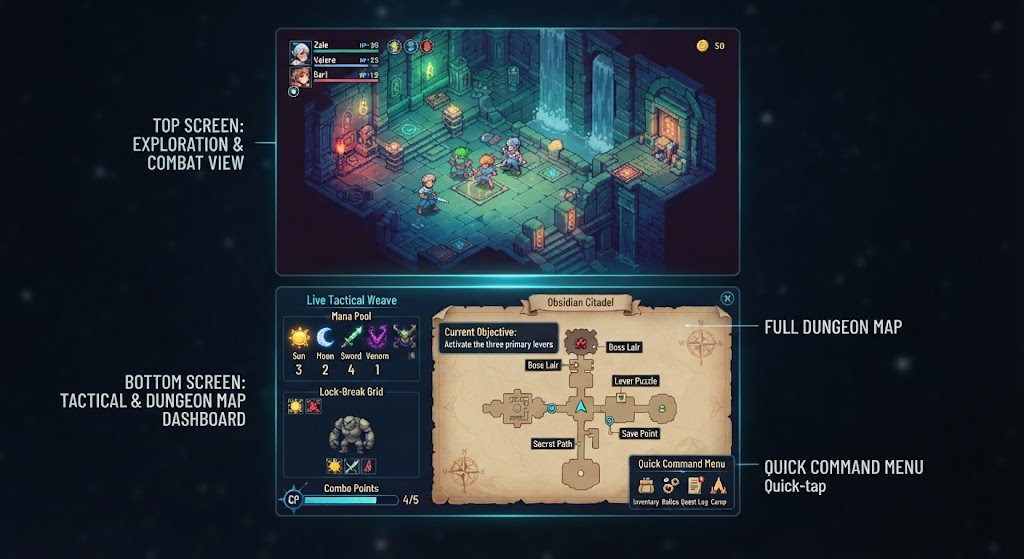 Zale HP-36
Valere HP-25
Barl HP-19
50
TOP SCREEN:
EXPLORATION &
COMBAT VIEW
Live Tactical Weave
Mana Pool
Sun Moon Sword Venom
3 2 4 1
Lock-Break Grid
Combo Points
CP 4/5
BOTTOM SCREEN:
TACTICAL & DUNGEON MAP
DASHBOARD
Obsidian Citadel
Current Objective:
Activate the three primary levers
Boss Lair
Bose Lair
Lever Puzzle
Save Point
Secret Path
Quick Command Menu
Inventary Relics Quest Log Camp
FULL DUNGEON MAP
QUICK COMMAND MENU
Quick-tap